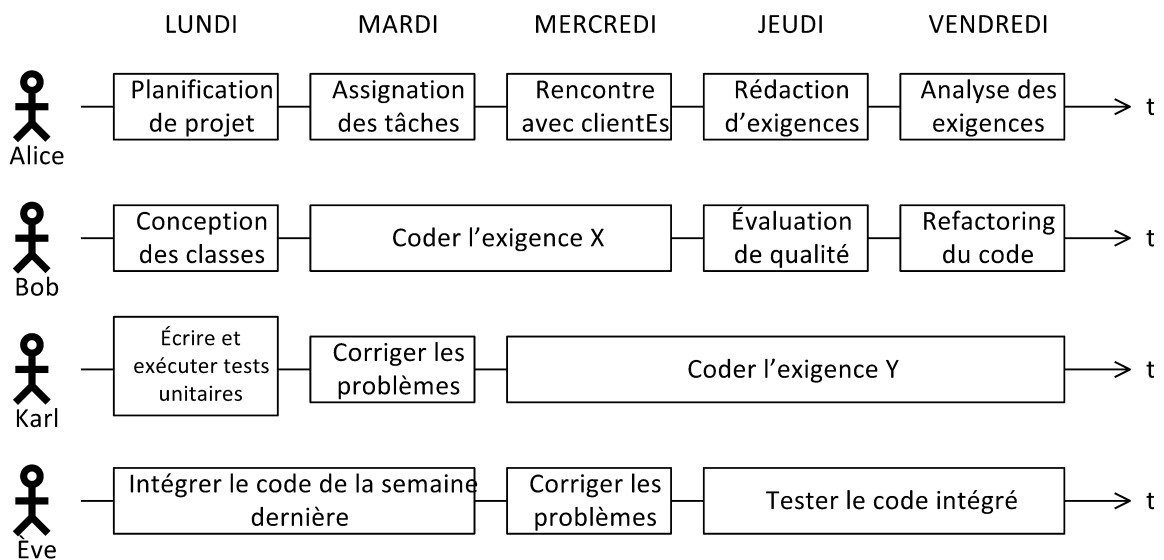 LUNDI MARDI MERCREDI JEUDI VENDREDI
Planification
de projet
Assignation
des tâches
Rencontre
avec clientEs
Rédaction
d'exigences
Analyse des
exigences
t
Alice
Conception
des classes
Coder l'exigence X
Évaluation
de qualité
Refactoring
du code
t
Bob
Écrire et
exécuter tests
unitaires
Corriger les
problèmes
Coder l'exigence Y
t
Karl
Intégrer le code de la semaine
dernière
Corriger les
problèmes
Tester le code intégré
t
Ève